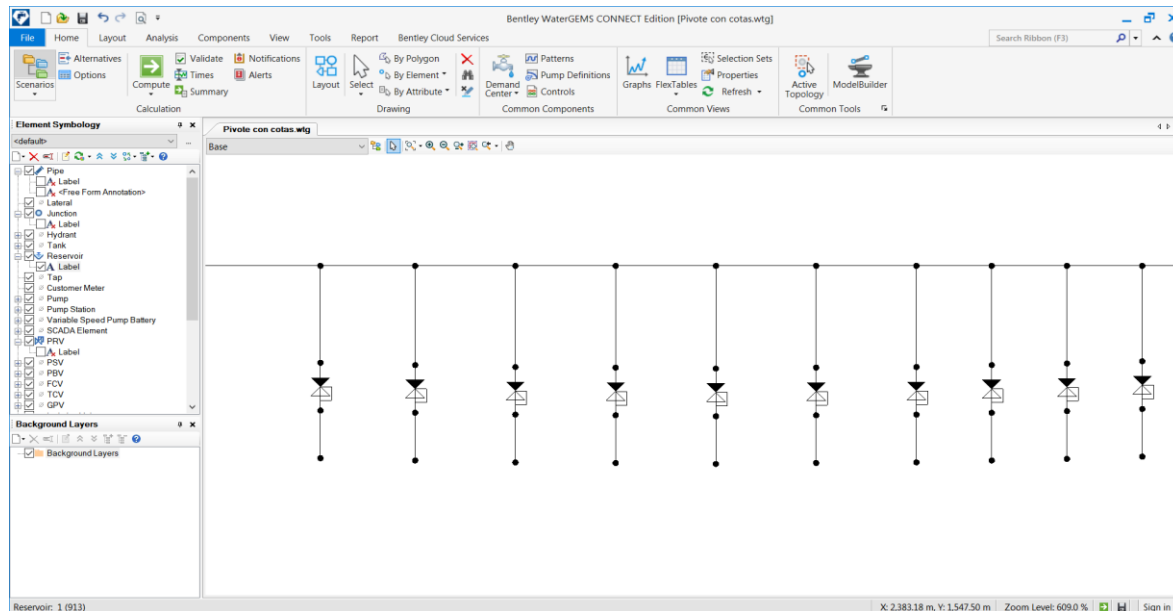 Bentley WaterGEMS CONNECT Edition [Pivote con cotas.wtg]
File Home Layout Analysis Components View Tools Report Bentley Cloud Services Search Ribbon (F3)
Scenarios
Alternatives
Options
Compute
Validate
Times
Summary
Notifications
Alerts
Calculation
Layout
Select
By Polygon
By Element
By Attribute
Drawing
Demand
Center
Patterns
Pump Definitions
Controls
Common Components
Graphs
FlexTables
Selection Sets
Properties
Refresh
Common Views
Active
Topology
ModelBuilder
Common Tools
Element Symbology
<default>
Pipe
Label
<Free Form Annotation>
Lateral
Junction
Label
Hydrant
Tank
Reservoir
Label
Tap
Customer Meter
Pump
Pump Station
Variable Speed Pump Battery
SCADA Element
PRV
Label
PSV
PBV
FCV
TCV
GPV
Background Layers
Background Layers
Pivote con cotas.wtg
Base
Reservoir: 1 (913)
X: 2,383.18 m, Y: 1,547.50 m Zoom Level: 609.0 % Sign in